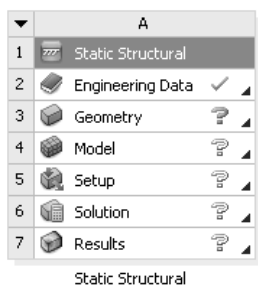 A
1 Static Structural
2 Engineering Data
3 Geometry
4 Model
5 Setup
6 Solution
7 Results
Static Structural